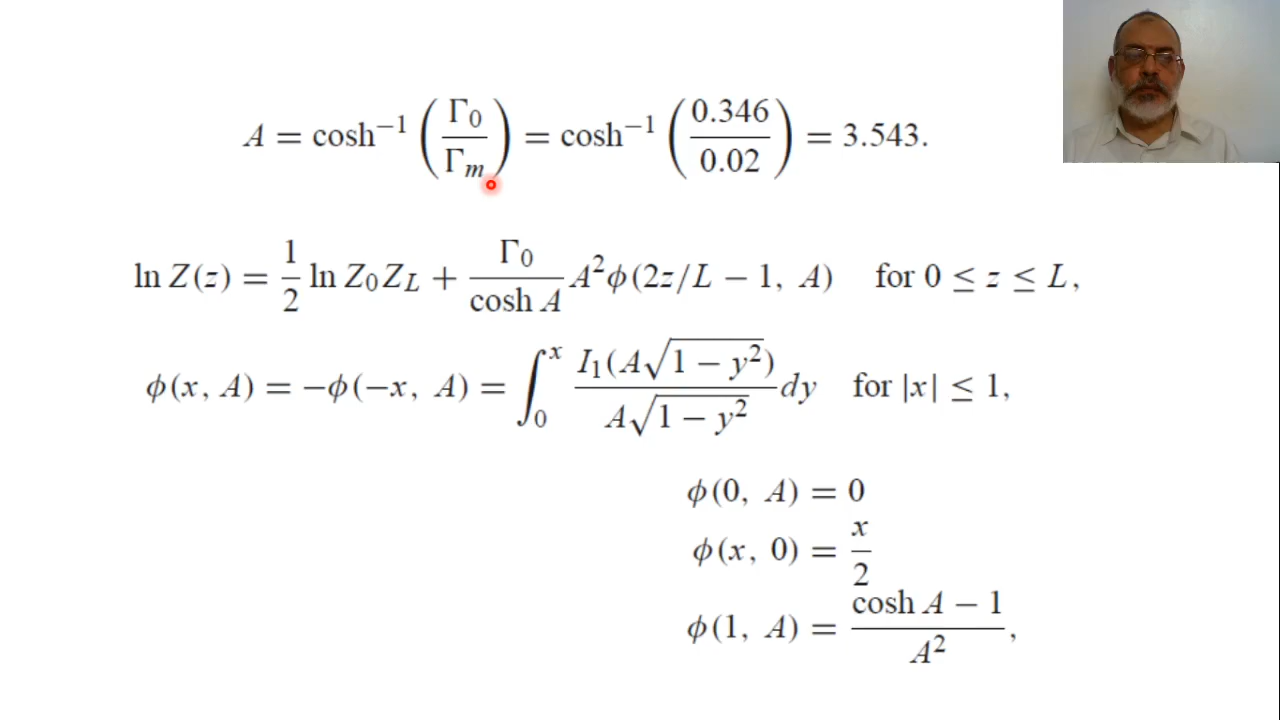 A = cosh⁻¹ (Γ₀/Γₘ) = cosh⁻¹ (0.346/0.02) = 3.543.
ln Z(z) = 1/2 ln Z₀Z_L + Γ₀/cosh A A²ϕ(2z/L − 1, A) for 0 ≤ z ≤ L,
ϕ(x, A) = −ϕ(−x, A) = ∫₀ˣ I₁(A√(1 − y²))/A√(1 − y²) dy for |x| ≤ 1,
ϕ(0, A) = 0
ϕ(x, 0) = x/2
ϕ(1, A) = (cosh A − 1)/A²,